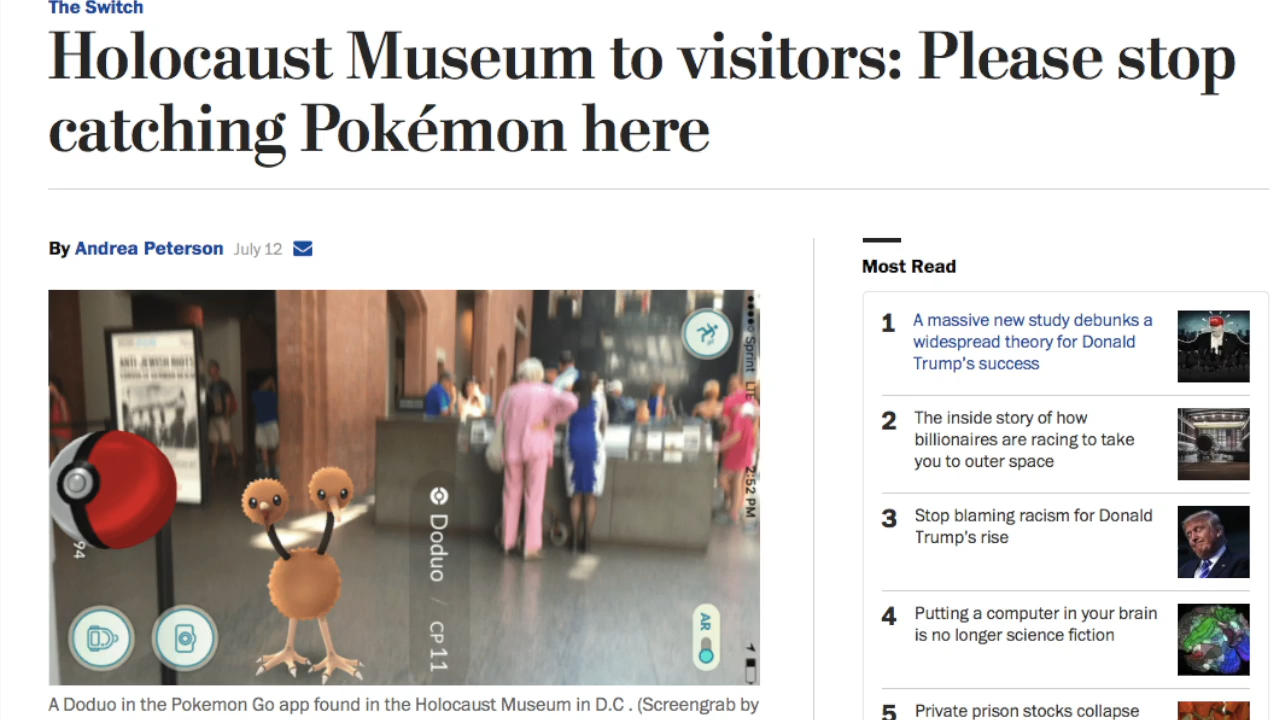 The Switch
Holocaust Museum to visitors: Please stop
catching Pokémon here
By Andrea Peterson July 12
ANTI-JEWISH RIOTS
Sprint LTE
2:52 PM
94
Doduo / CP 11
AR
A Doduo in the Pokemon Go app found in the Holocaust Museum in D.C . (Screengrab by
Most Read
1 A massive new study debunks a
widespread theory for Donald
Trump's success
2 The inside story of how
billionaires are racing to take
you to outer space
3 Stop blaming racism for Donald
Trump's rise
4 Putting a computer in your brain
is no longer science fiction
5 Private prison stocks collapse